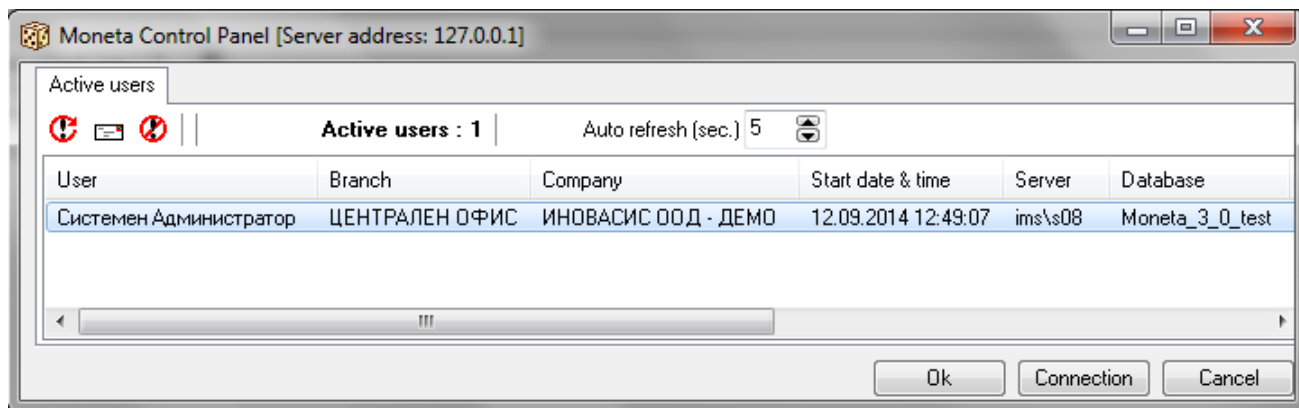 Moneta Control Panel [Server address: 127.0.0.1]
Active users
Active users : 1 Auto refresh (sec.) 5
User Branch Company Start date & time Server Database
Системен Администратор ЦЕНТРАЛЕН ОФИС ИНОВАСИС ООД - ДЕМО 12.09.2014 12:49:07 ims\s08 Moneta_3_0_test
Ok Connection Cancel